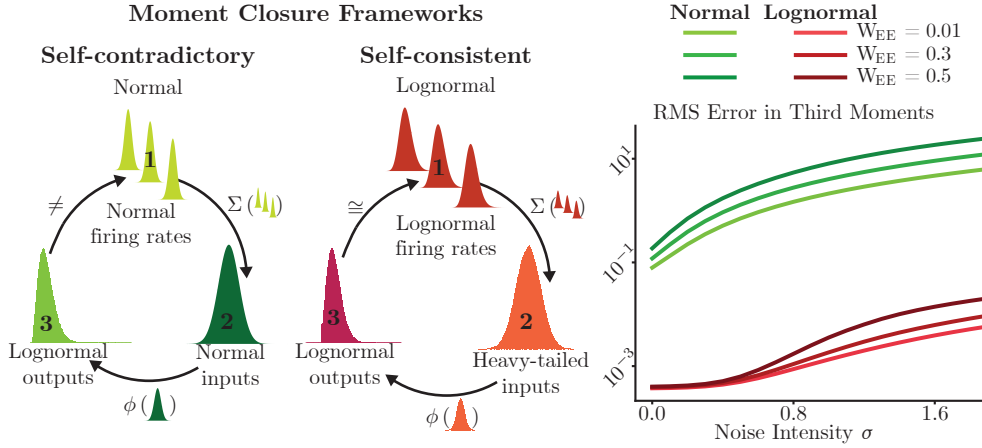 Moment Closure Frameworks
Self-contradictory
Normal
1
Normal
firing rates
≠
Σ ( )
3
2
Lognormal
outputs
Normal
inputs
ϕ ( )
Self-consistent
Lognormal
1
Lognormal
firing rates
≅
Σ ( )
3
2
Lognormal
outputs
Heavy-tailed
inputs
ϕ ( )
Normal Lognormal
W_EE = 0.01
W_EE = 0.3
W_EE = 0.5
RMS Error in Third Moments
10^1
10^−1
10^−3
0.0 0.8 1.6
Noise Intensity σ